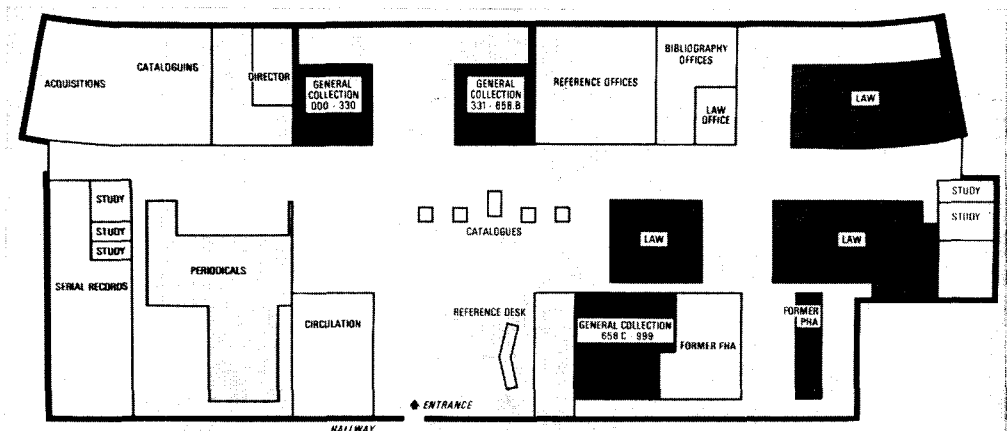 ACQUISITIONS
CATALOGUING
DIRECTOR
GENERAL
COLLECTION
000 - 330
GENERAL
COLLECTION
331 - 658.B
REFERENCE OFFICES
BIBLIOGRAPHY
OFFICES
LAW
OFFICE
LAW
STUDY
STUDY
STUDY
SERIAL RECORDS
PERIODICALS
CATALOGUES
LAW
LAW
STUDY
STUDY
CIRCULATION
REFERENCE DESK
GENERAL COLLECTION
658 C - 999
FORMER FHA
FORMER
PHA
ENTRANCE
HALLWAY